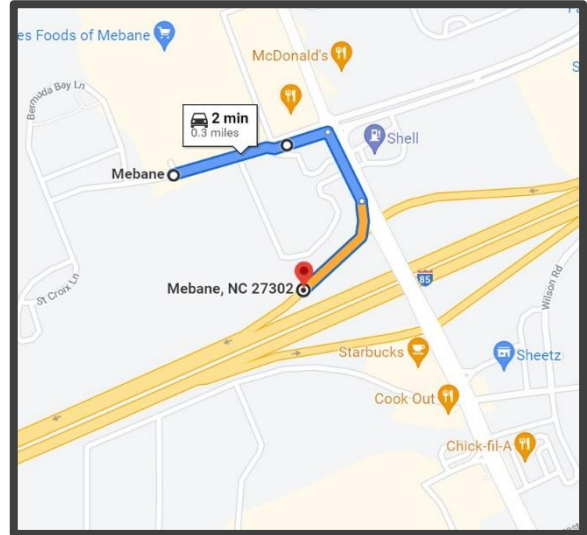 es Foods of Mebane
McDonald's
Bermuda Bay Ln
2 min
0.3 miles
Shell
Mebane
Mebane, NC 27302
85
St Croix Ln
Wilson Rd
Starbucks
Sheetz
Cook Out
Chick-fil-A